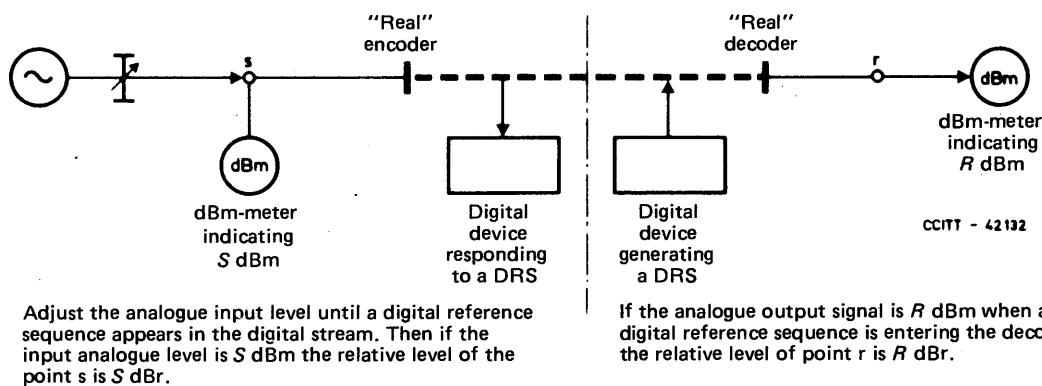 "Real"
encoder
"Real"
decoder
s
r
dBm
dBm
dBm-meter
indicating
S dBm
dBm-meter
indicating
R dBm
Digital
device
responding
to a DRS
Digital
device
generating
a DRS
CCITT - 42132
Adjust the analogue input level until a digital reference
sequence appears in the digital stream. Then if the
input analogue level is S dBm the relative level of the
point s is S dBr.
If the analogue output signal is R dBm when a
digital reference sequence is entering the deco
the relative level of point r is R dBr.